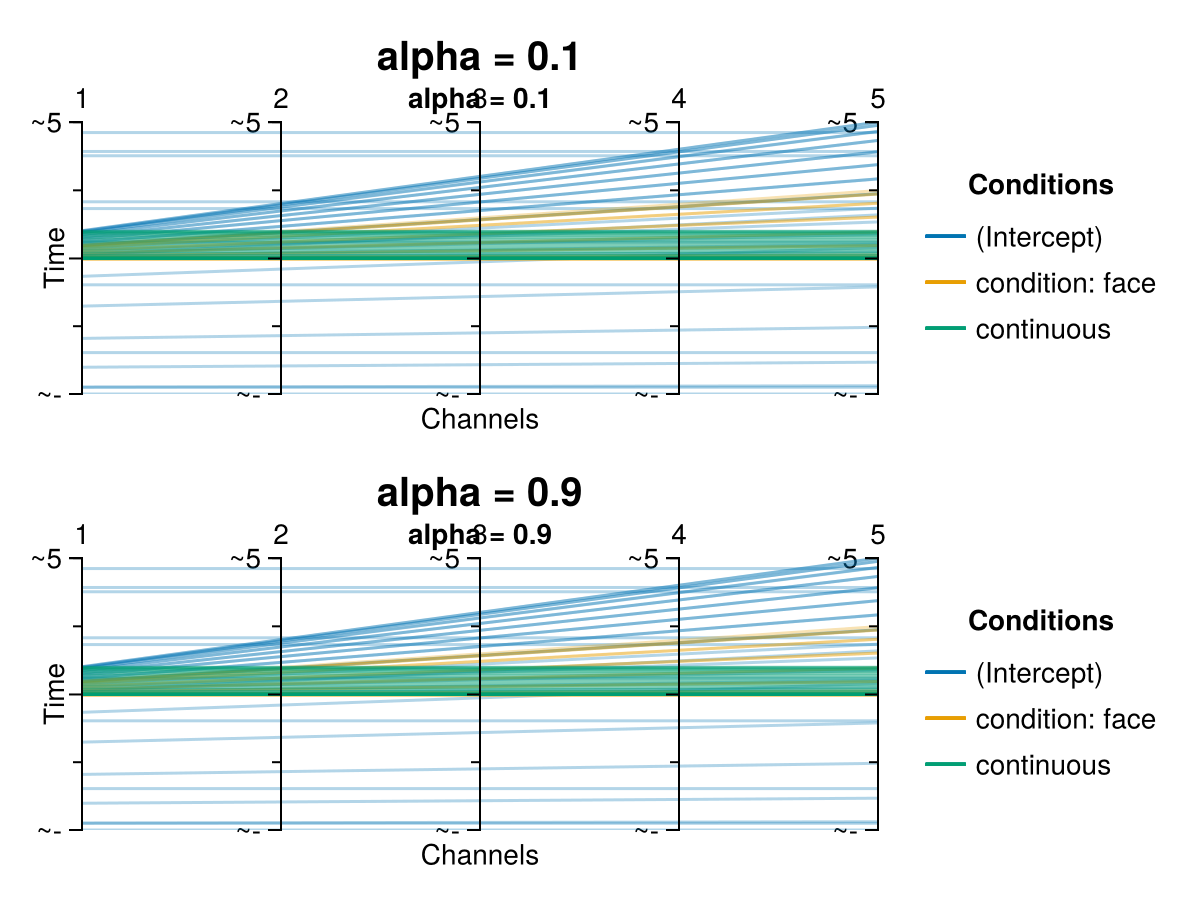 alpha = 0.1
alpha = 0.1
1 2 3 4 5
~5 ~5 ~5 ~5 ~5
Time
~- ~- ~- ~- ~-
Channels
Conditions
(Intercept)
condition: face
continuous
alpha = 0.9
alpha = 0.9
1 2 3 4 5
~5 ~5 ~5 ~5 ~5
Time
~- ~- ~- ~- ~-
Channels
Conditions
(Intercept)
condition: face
continuous